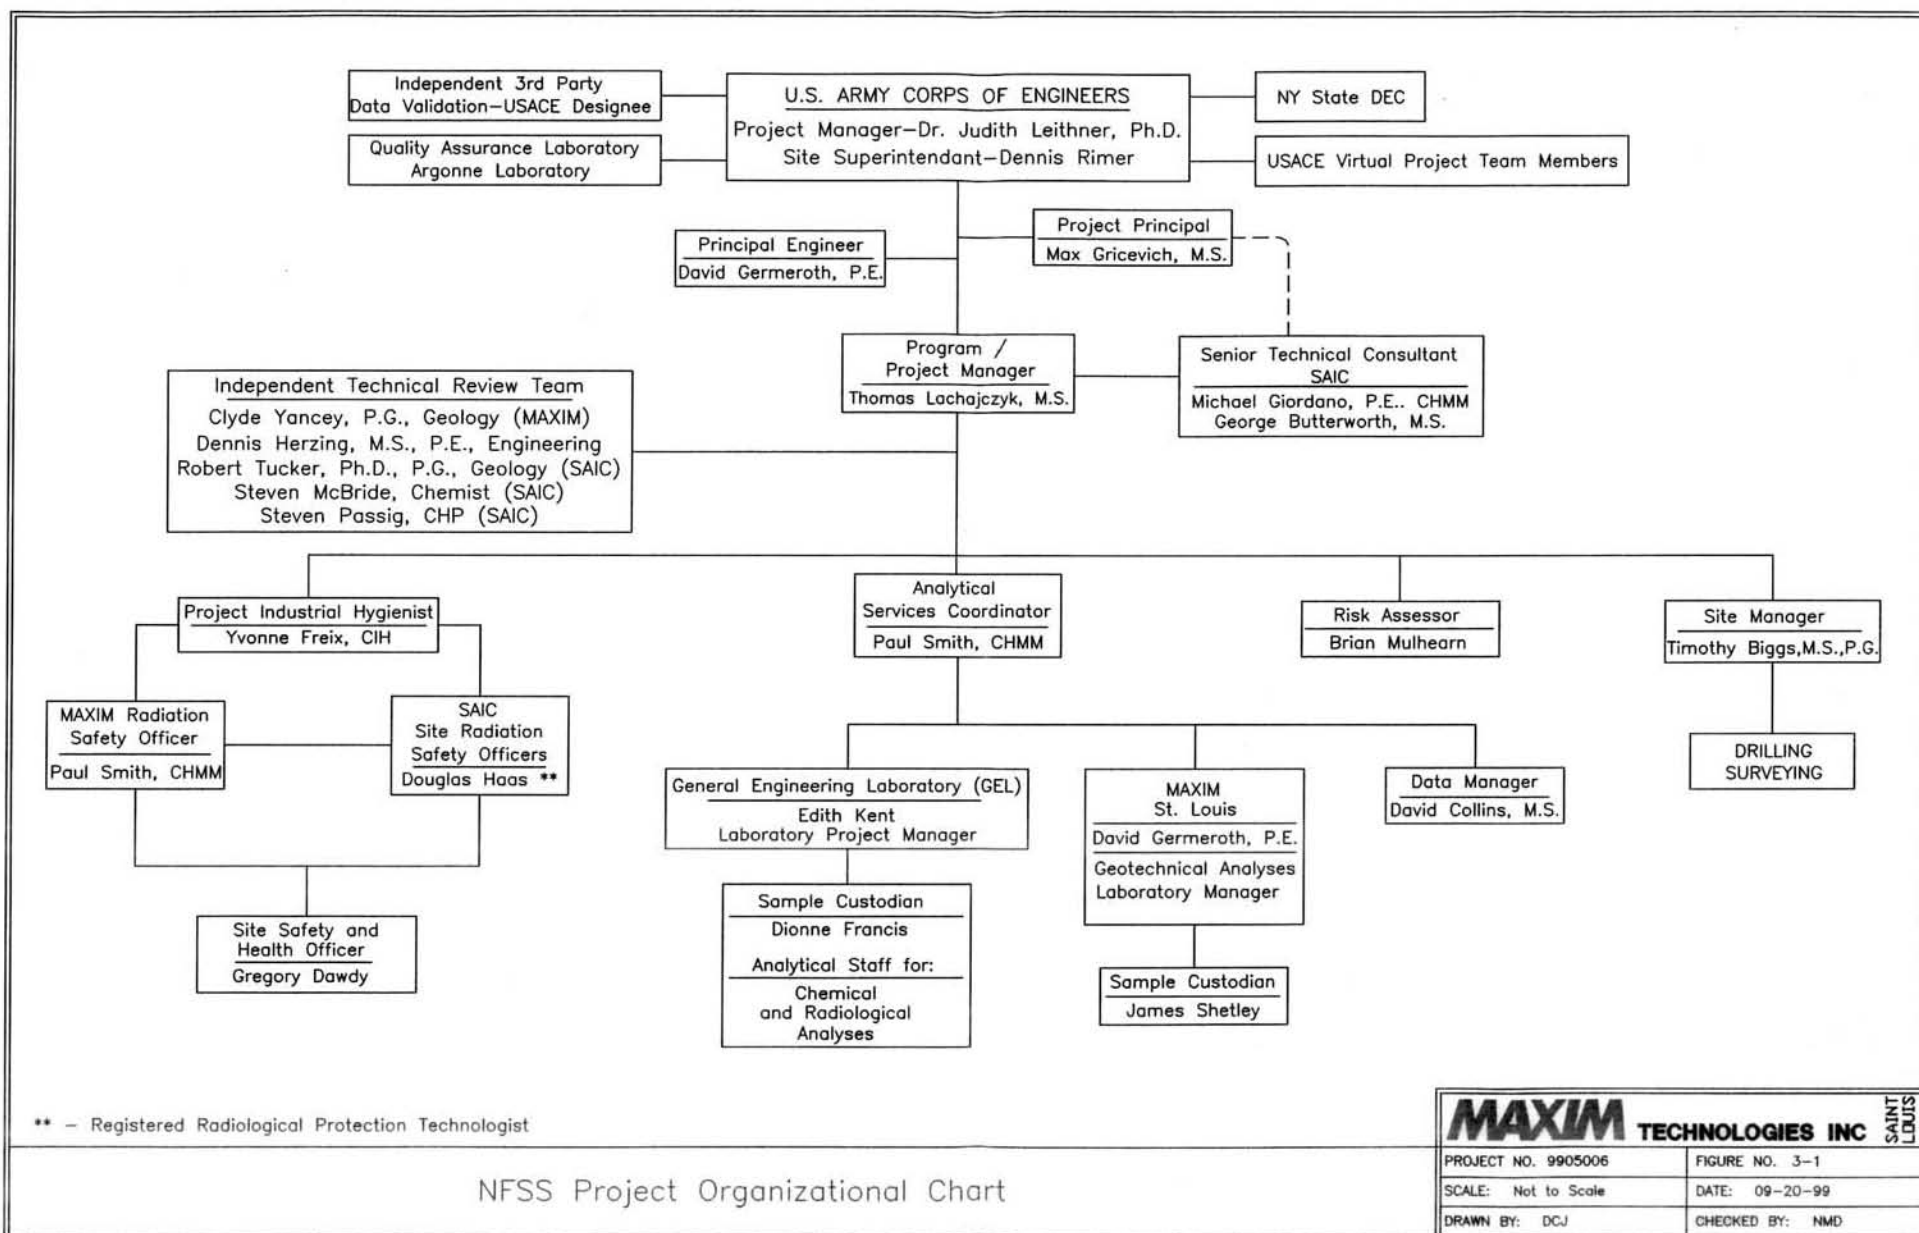 Independent 3rd Party
Data Validation-USACE Designee
Quality Assurance Laboratory
Argonne Laboratory
U.S. ARMY CORPS OF ENGINEERS
Project Manager-Dr. Judith Leithner, Ph.D.
Site Superintendant-Dennis Rimer
NY State DEC
USACE Virtual Project Team Members
Principal Engineer
David Germeroth, P.E.
Project Principal
Max Gricevich, M.S.
Program /
Project Manager
Thomas Lachajczyk, M.S.
Senior Technical Consultant
SAIC
Michael Giordano, P.E.. CHMM
George Butterworth, M.S.
Independent Technical Review Team
Clyde Yancey, P.G., Geology (MAXIM)
Dennis Herzing, M.S., P.E., Engineering
Robert Tucker, Ph.D., P.G., Geology (SAIC)
Steven McBride, Chemist (SAIC)
Steven Passig, CHP (SAIC)
Project Industrial Hygienist
Yvonne Freix, CIH
Analytical
Services Coordinator
Paul Smith, CHMM
Risk Assessor
Brian Mulhearn
Site Manager
Timothy Biggs,M.S.,P.G.
MAXIM Radiation
Safety Officer
Paul Smith, CHMM
SAIC
Site Radiation
Safety Officers
Douglas Haas **
DRILLING
SURVEYING
General Engineering Laboratory (GEL)
Edith Kent
Laboratory Project Manager
MAXIM
St. Louis
David Germeroth, P.E.
Geotechnical Analyses
Laboratory Manager
Data Manager
David Collins, M.S.
Site Safety and
Health Officer
Gregory Dawdy
Sample Custodian
Dionne Francis
Analytical Staff for:
Chemical
and Radiological
Analyses
Sample Custodian
James Shetley
** - Registered Radiological Protection Technologist
NFSS Project Organizational Chart
MAXIM TECHNOLOGIES INC
SAINT
LOUIS
PROJECT NO. 9905006
FIGURE NO. 3-1
SCALE: Not to Scale
DATE: 09-20-99
DRAWN BY: DCJ
CHECKED BY: NMD